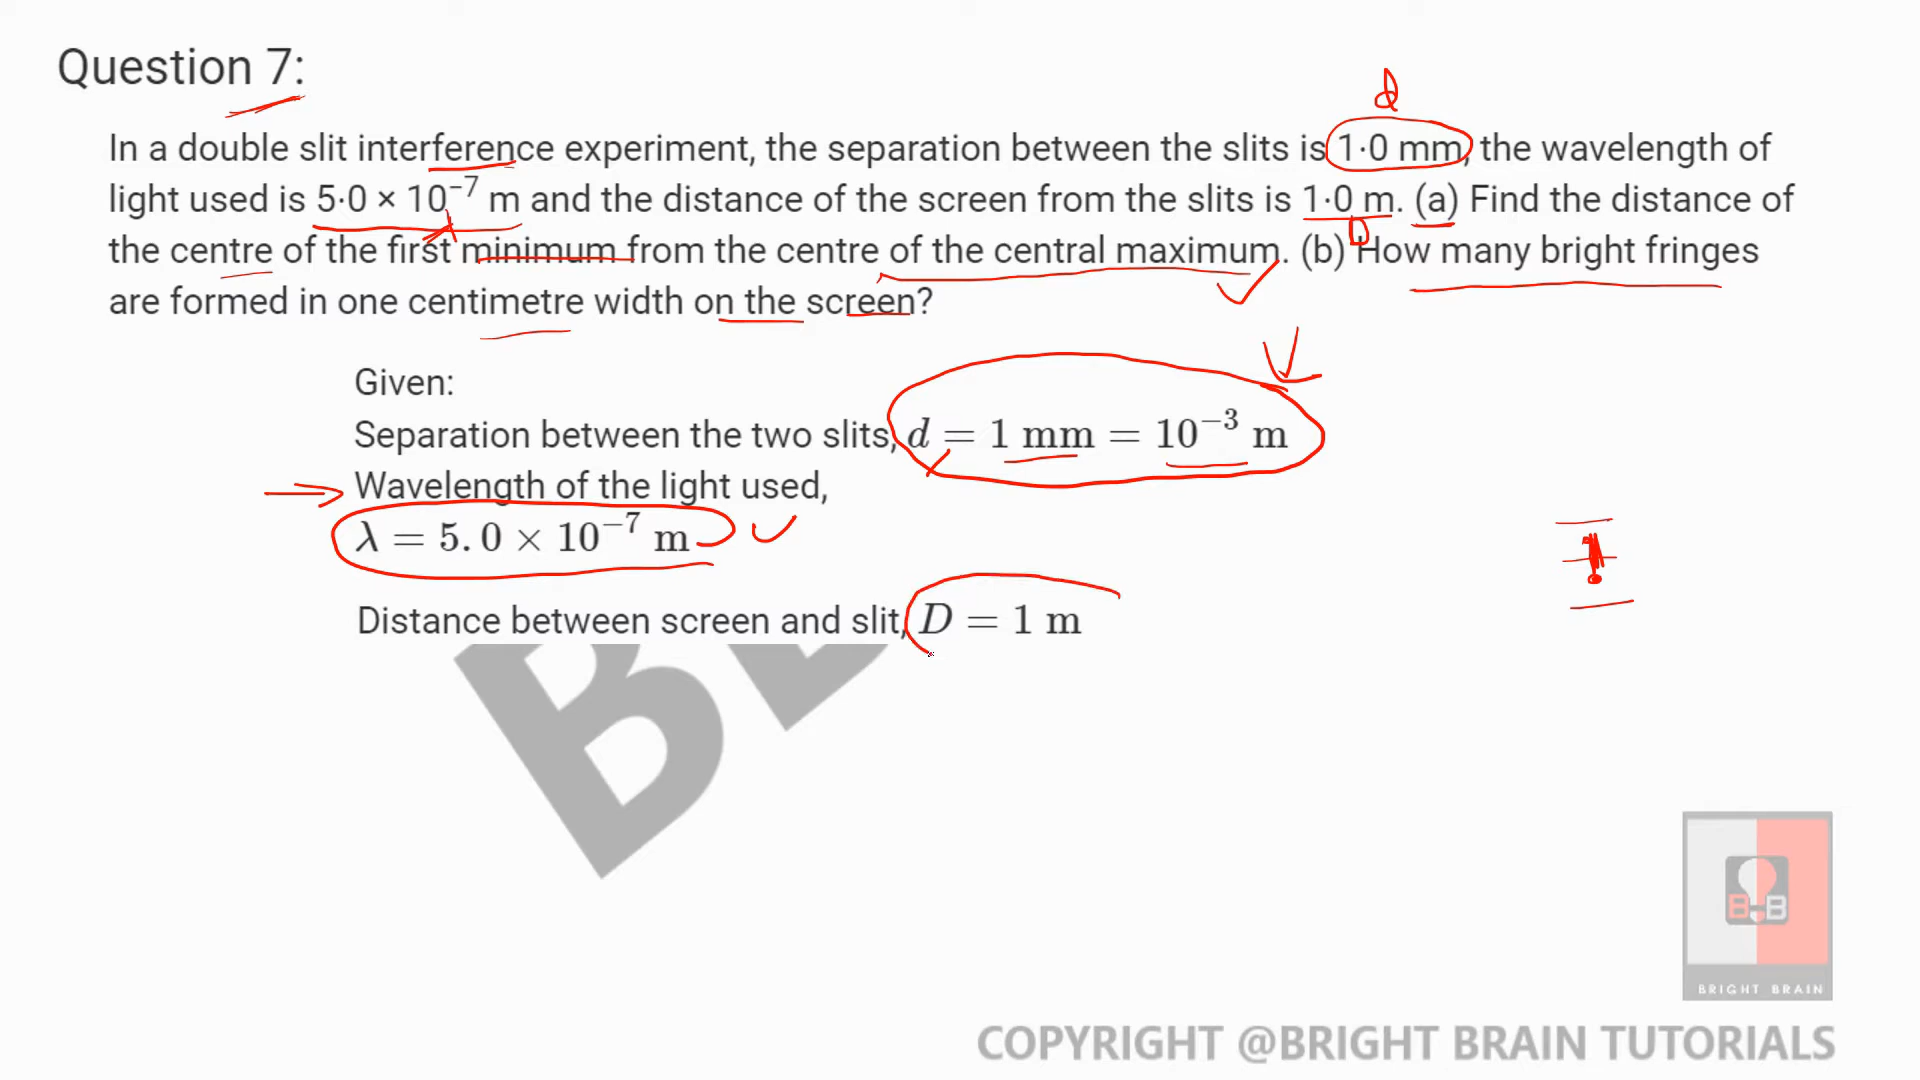 Question 7:
d
In a double slit interference experiment, the separation between the slits is 1·0 mm, the wavelength of
light used is 5·0 × 10⁻⁷ m and the distance of the screen from the slits is 1·0 m. (a) Find the distance of
D
the centre of the first minimum from the centre of the central maximum. (b) How many bright fringes
are formed in one centimetre width on the screen?
Given:
Separation between the two slits, d = 1 mm = 10⁻³ m
Wavelength of the light used,
λ = 5.0 × 10⁻⁷ m
Distance between screen and slit, D = 1 m
B-B
BRIGHT BRAIN
COPYRIGHT @BRIGHT BRAIN TUTORIALS